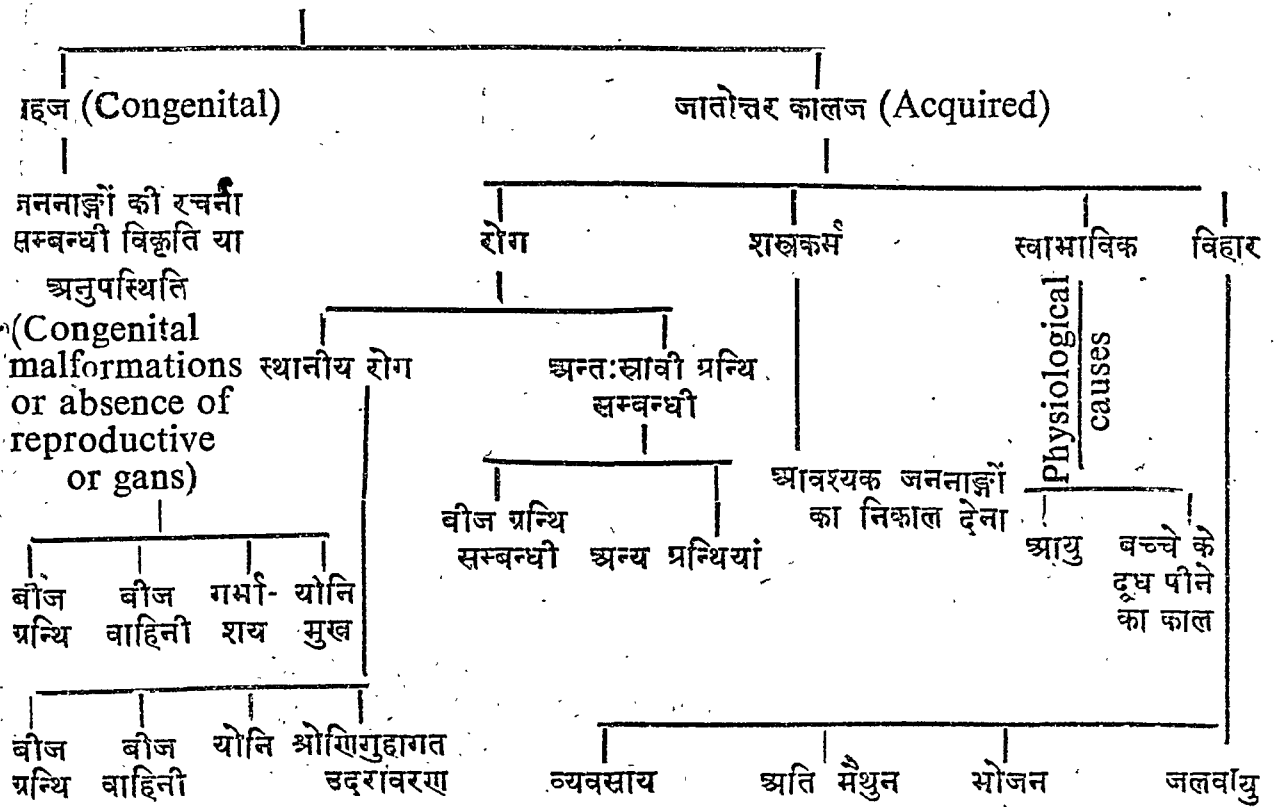 हज (Congenital)
जातोत्तर कालज (Acquired)
जननाङ्गों की रचना
सम्बन्धी विकृति या
अनुपस्थिति
(Congenital
malformations
or absence of
reproductive
or gans)
रोग
शस्त्रकर्म
स्वाभाविक
विहार
Physiological
causes
स्थानीय रोग
अन्तःस्रावी ग्रन्थि
सम्बन्धी
बीज ग्रन्थि
सम्बन्धी
अन्य ग्रन्थियां
आवश्यक जननाङ्गों
का निकाल देना
आयु
बच्चे के
दूध पीने
का काल
बीज
ग्रन्थि
बीज
वाहिनी
गर्भा-
शय
योनि
मुख
बीज
ग्रन्थि
बीज
वाहिनी
योनि
श्रोणिगुहागत
उदरावरण
व्यवसाय
अति मैथुन
भोजन
जलवायु